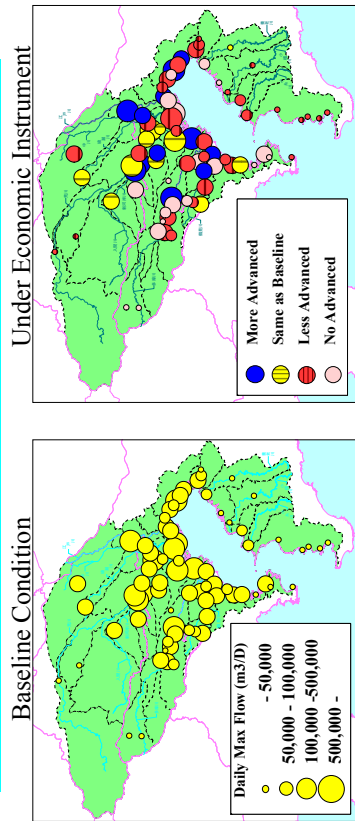 Baseline Condition
Daily Max Flow (m3/D)
- 50,000
50,000 - 100,000
100,000 -500,000
500,000 -
Under Economic Instrument
More Advanced
Same as Baseline
Less Advanced
No Advanced